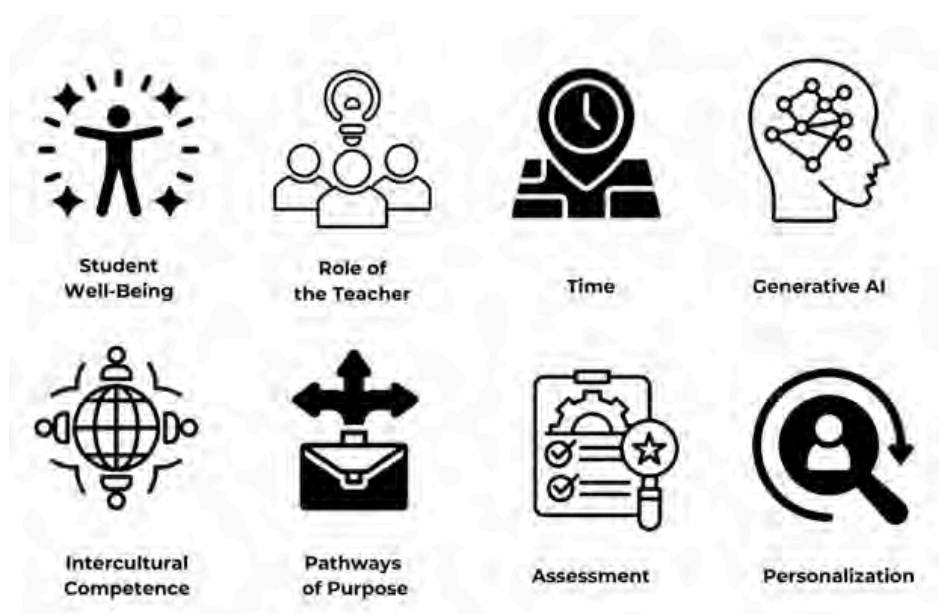 Student
Well-Being
Role of
the Teacher
Time
Generative AI
Intercultural
Competence
Pathways
of Purpose
Assessment
Personalization